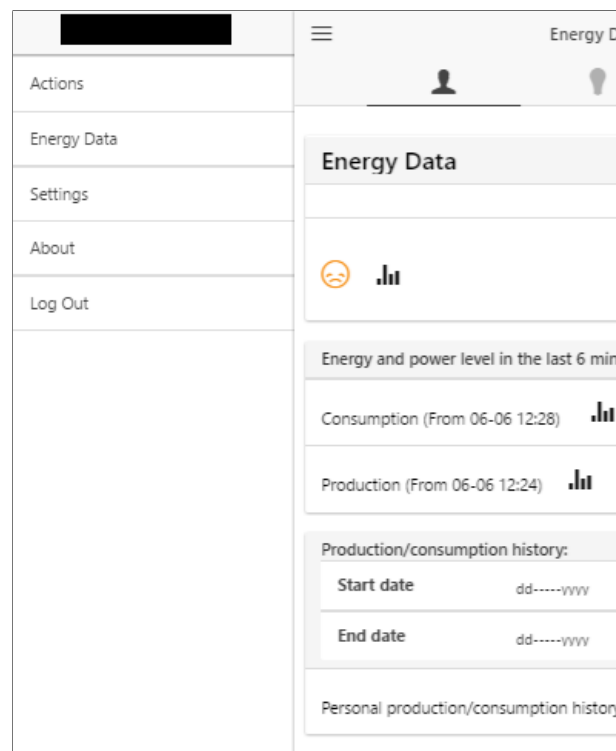 Actions
Energy Data
Settings
About
Log Out
Energy D
Energy Data
Energy and power level in the last 6 min
Consumption (From 06-06 12:28)
Production (From 06-06 12:24)
Production/consumption history:
Start date dd-----yyyy
End date dd-----yyyy
Personal production/consumption history